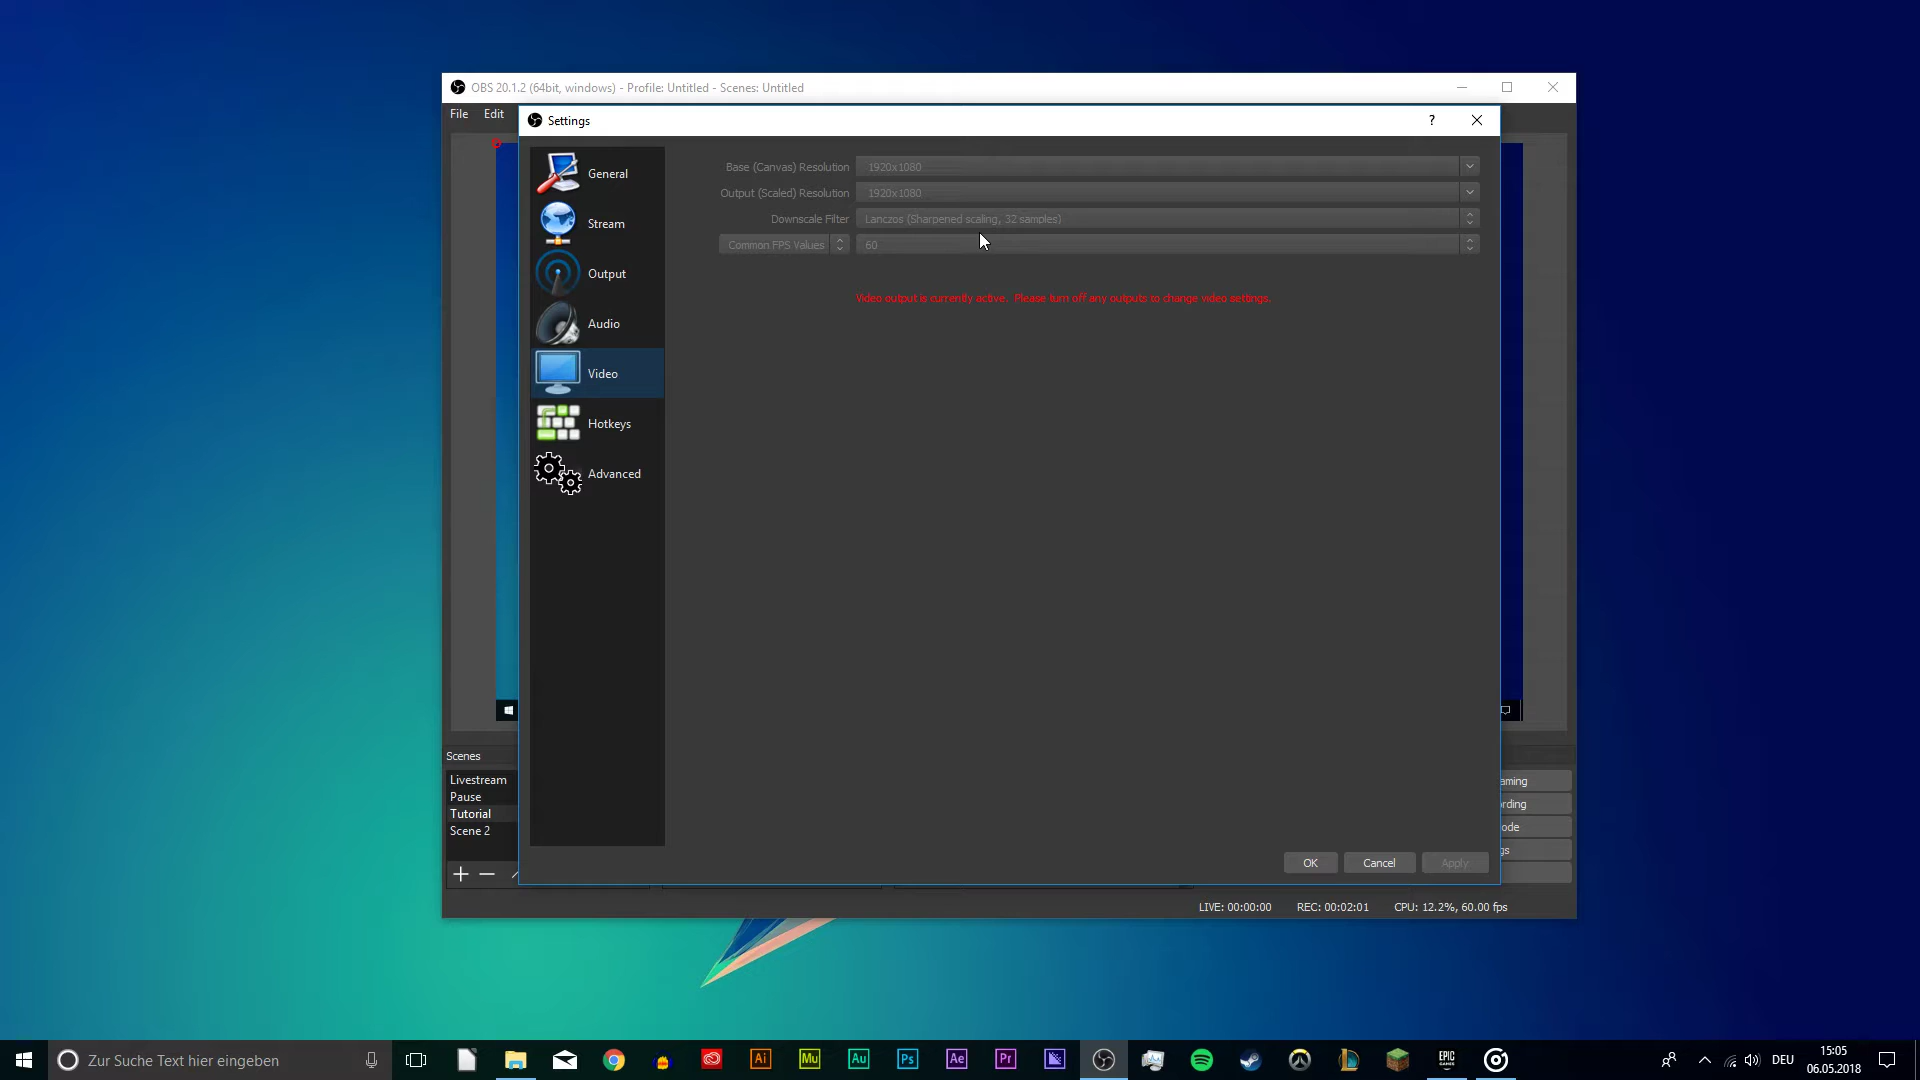 OBS 20.1.2 (64bit, windows) - Profile: Untitled - Scenes: Untitled
File Edit
Settings
?
General
Stream
Output
Audio
Video
Hotkeys
Advanced
Base (Canvas) Resolution 1920x1080
Output (Scaled) Resolution 1920x1080
Downscale Filter Lanczos (Sharpened scaling, 32 samples)
Common FPS Values 60
Video output is currently active. Please turn off any outputs to change video settings.
Scenes
Livestream
Pause
Tutorial
Scene 2
aming
rding
ode
gs
OK Cancel Apply
LIVE: 00:00:00 REC: 00:02:01 CPU: 12.2%, 60.00 fps
Zur Suche Text hier eingeben
Ai Mu Au Ps Ae Pr
EPIC
GAMES
DEU
15:05
06.05.2018